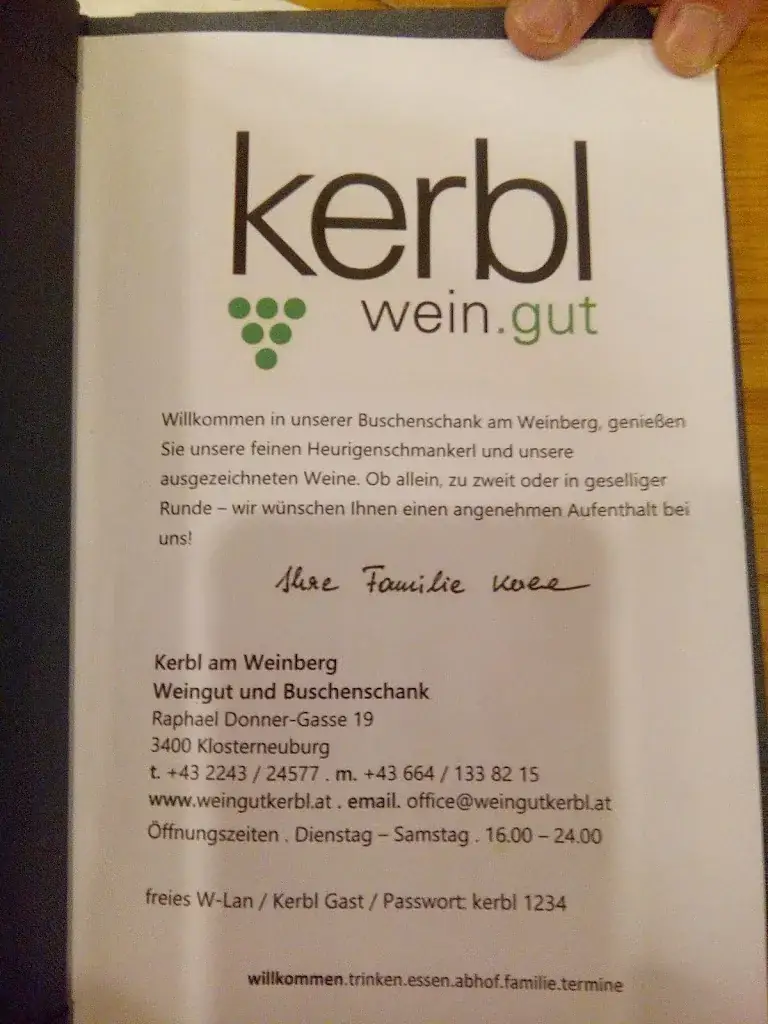 kerbl
wein.gut
Willkommen in unserer Buschenschank am Weinberg, genießen
Sie unsere feinen Heurigenschmankerl und unsere
ausgezeichneten Weine. Ob allein, zu zweit oder in geselliger
Runde – wir wünschen Ihnen einen angenehmen Aufenthalt bei
uns!
Ihre Familie
Kerbl am Weinberg
Weingut und Buschenschank
Raphael Donner-Gasse 19
3400 Klosterneuburg
t. +43 2243 / 24577 . m. +43 664 / 133 82 15
www.weingutkerbl.at . email. office@weingutkerbl.at
Öffnungszeiten . Dienstag – Samstag . 16.00 – 24.00
freies W-Lan / Kerbl Gast / Passwort: kerbl 1234
willkommen.trinken.essen.abhof.familie.termine